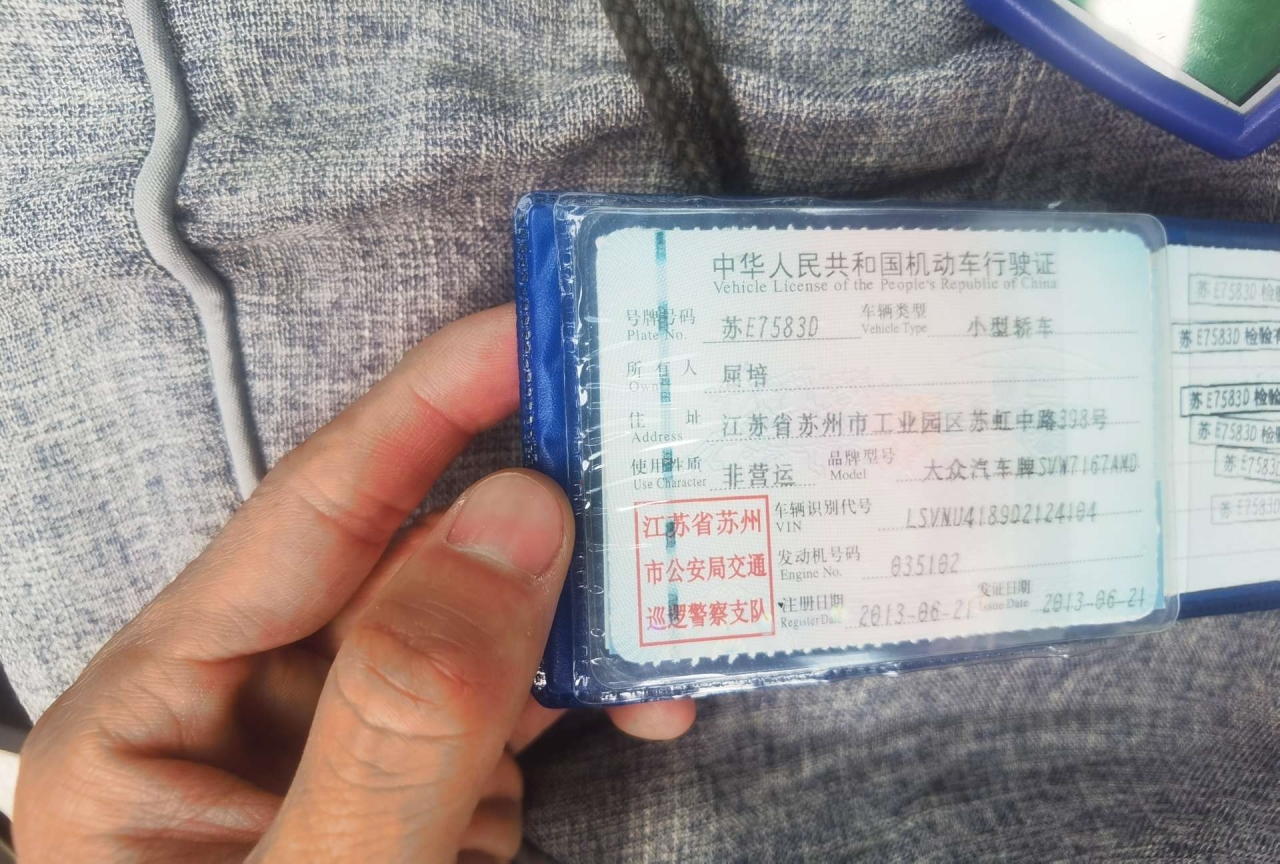 中华人民共和国机动车行驶证
Vehicle License of the People's Republic of China
号牌号码 苏E7583D 车辆类型 小型轿车
Plate No. Vehicle Type
所有人 屈培
Owner
住址 江苏省苏州市工业园区苏虹中路398号
Address
使用性质 非营运 品牌型号 大众汽车牌SVW7167AMD
Use Character Model
江苏省苏州
市公安局交通
巡逻警察支队
车辆识别代号 LSVNU4189D2124104
VIN
发动机号码 035102
Engine No.
注册日期 2013-06-21 发证日期 2013-06-21
Register Date Issue Date
苏E7583D 检
苏E7583D 检验
苏E7583D 检验
苏E7583D 检
苏E7583
苏E7583